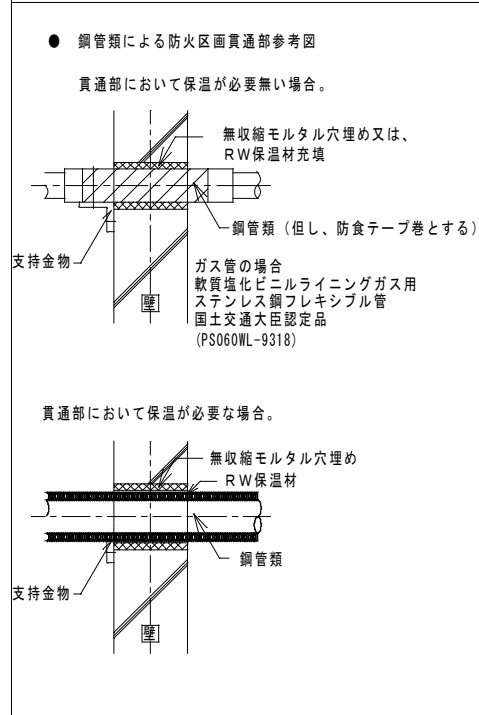 ● 鋼管類による防火区画貫通部参考図
貫通部において保温が必要無い場合。
無収縮モルタル穴埋め又は、
RW保温材充填
鋼管類(但し、防食テープ巻とする)
支持金物
ガス管の場合
軟質塩化ビニルライニングガス用
ステンレス鋼フレキシブル管
国土交通大臣認定品
(PS060WL-9318)
壁
貫通部において保温が必要な場合。
無収縮モルタル穴埋め
RW保温材
鋼管類
支持金物
壁